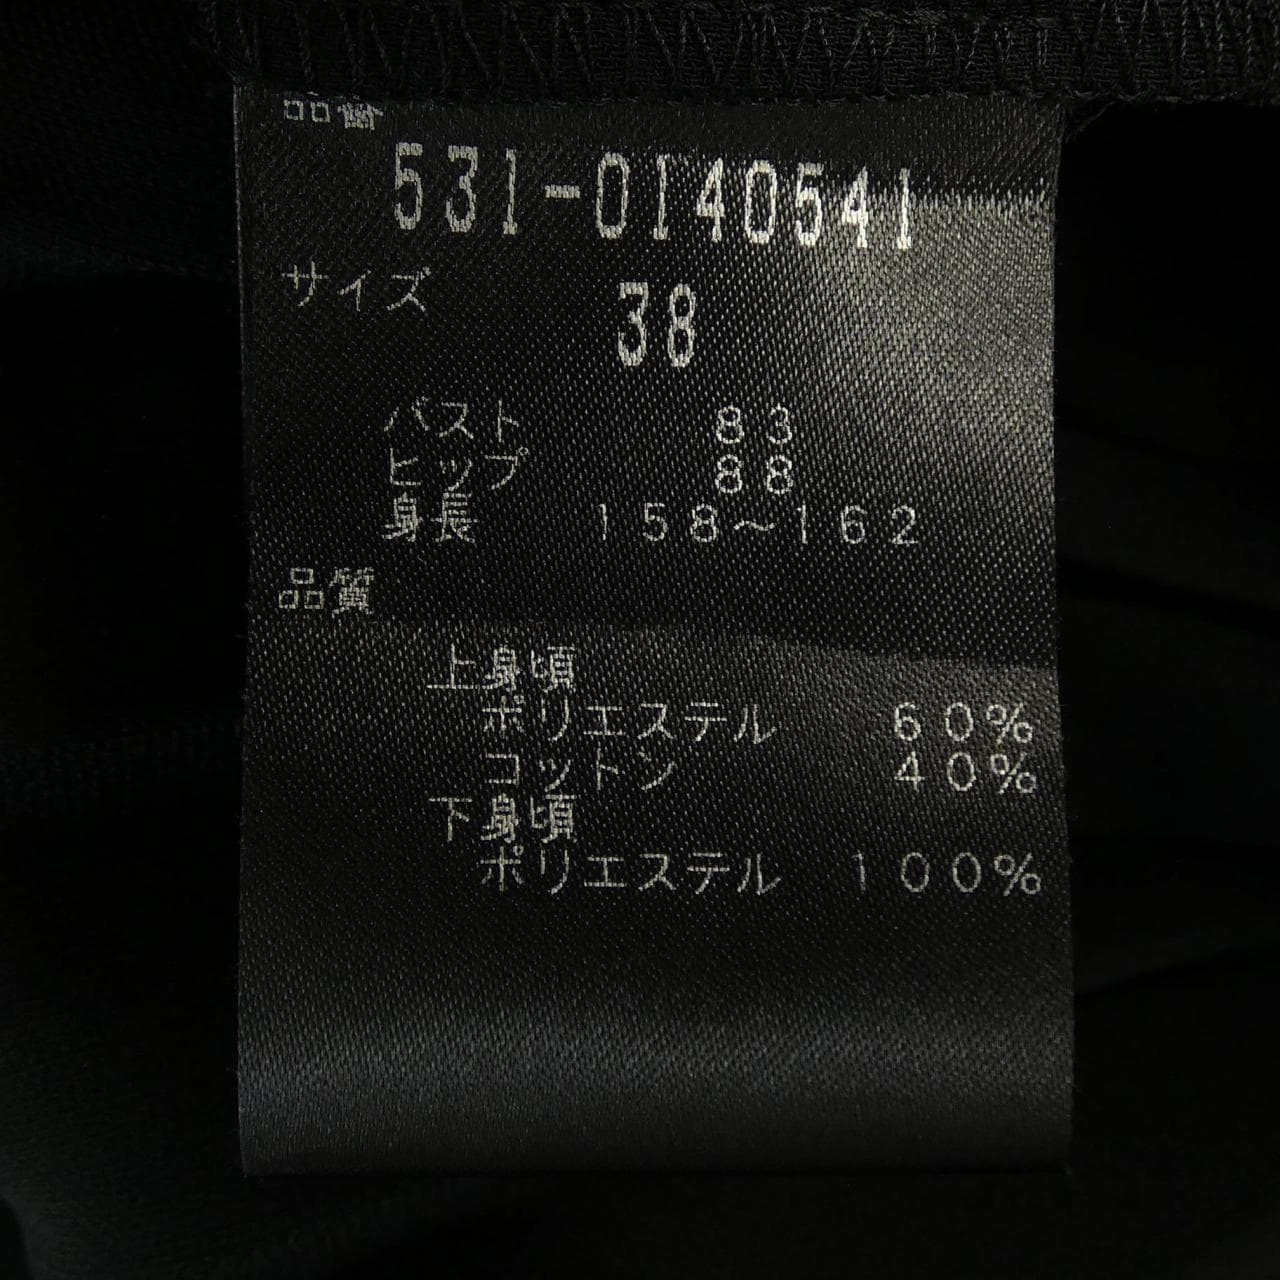 品番
531-0140541
サイズ
38
バスト 83
ヒップ 88
身長 158～162
品質
上身頃
ポリエステル 60%
コットン 40%
下身頃
ポリエステル 100%